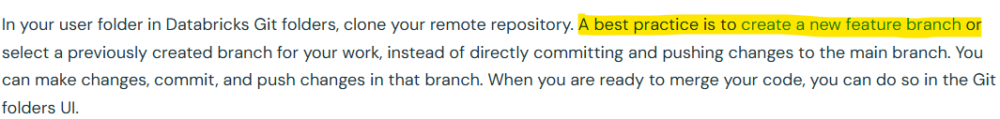 In your user folder in Databricks Git folders, clone your remote repository. A best practice is to create a new feature branch or
select a previously created branch for your work, instead of directly committing and pushing changes to the main branch. You
can make changes, commit, and push changes in that branch. When you are ready to merge your code, you can do so in the Git
folders UI.